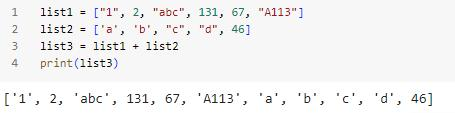 1 list1 = ["1", 2, "abc", 131, 67, "A113"]
2 list2 = ['a', 'b', "c", "d", 46]
3 list3 = list1 + list2
4 print(list3)
['1', 2, 'abc', 131, 67, 'A113', 'a', 'b', 'c', 'd', 46]